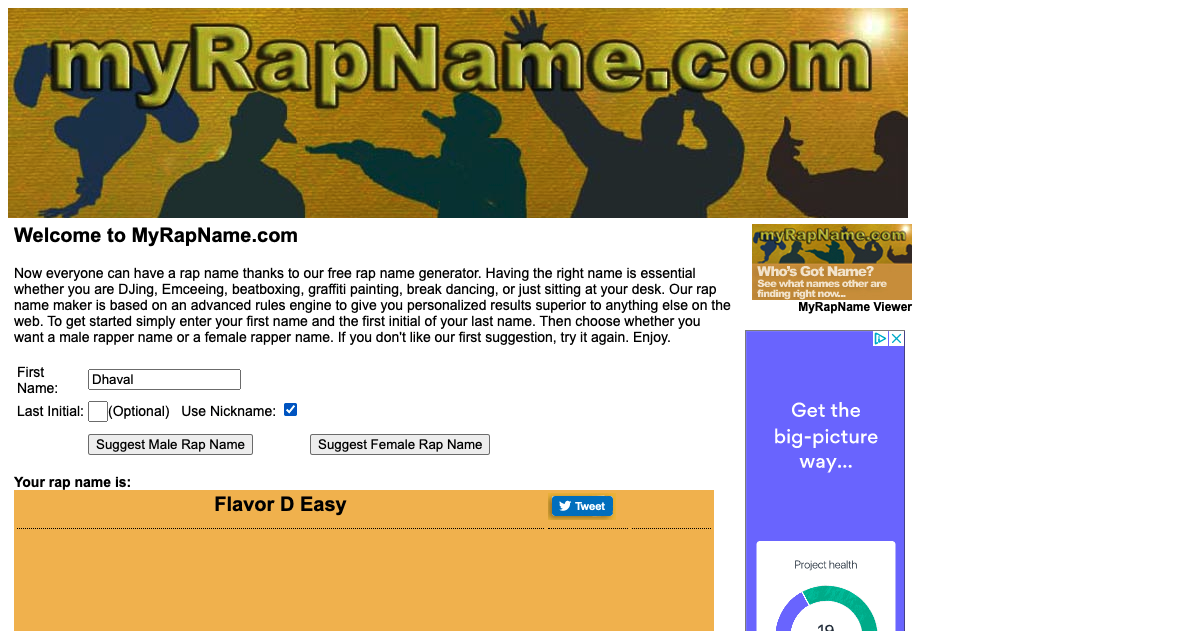 myRapName.com
Welcome to MyRapName.com
Now everyone can have a rap name thanks to our free rap name generator. Having the right name is essential
whether you are DJing, Emceeing, beatboxing, graffiti painting, break dancing, or just sitting at your desk. Our rap
name maker is based on an advanced rules engine to give you personalized results superior to anything else on the
web. To get started simply enter your first name and the first initial of your last name. Then choose whether you
want a male rapper name or a female rapper name. If you don't like our first suggestion, try it again. Enjoy.
First
Name:
Dhaval
Last Initial: (Optional) Use Nickname:
Suggest Male Rap Name Suggest Female Rap Name
Your rap name is:
Flavor D Easy
Tweet
myRapName.com
Who's Got Name?
See what names other are
finding right now...
MyRapName Viewer
Get the
big-picture
way...
Project health
19